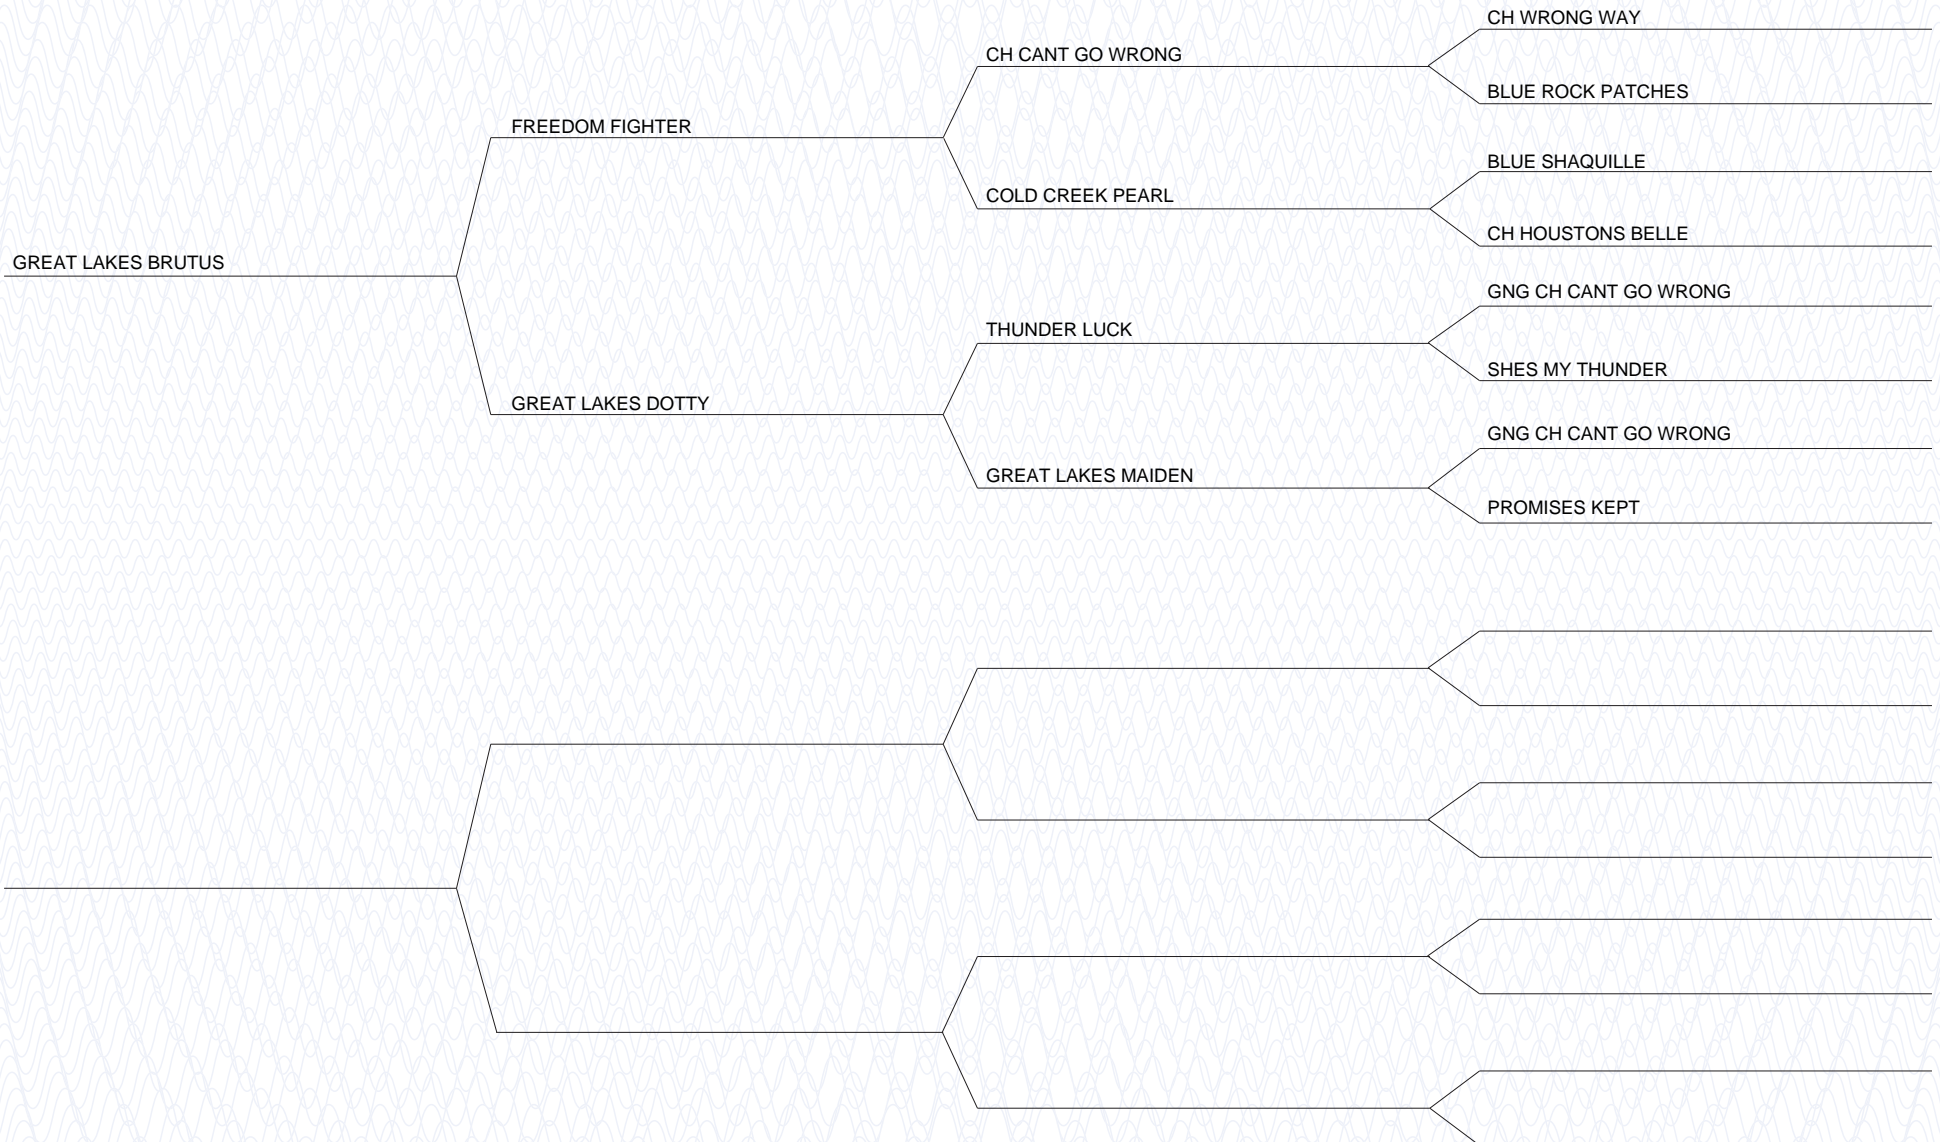 CH WRONG WAY
CH CANT GO WRONG
BLUE ROCK PATCHES
FREEDOM FIGHTER
BLUE SHAQUILLE
COLD CREEK PEARL
CH HOUSTONS BELLE
GREAT LAKES BRUTUS
GNG CH CANT GO WRONG
THUNDER LUCK
SHES MY THUNDER
GREAT LAKES DOTTY
GNG CH CANT GO WRONG
GREAT LAKES MAIDEN
PROMISES KEPT